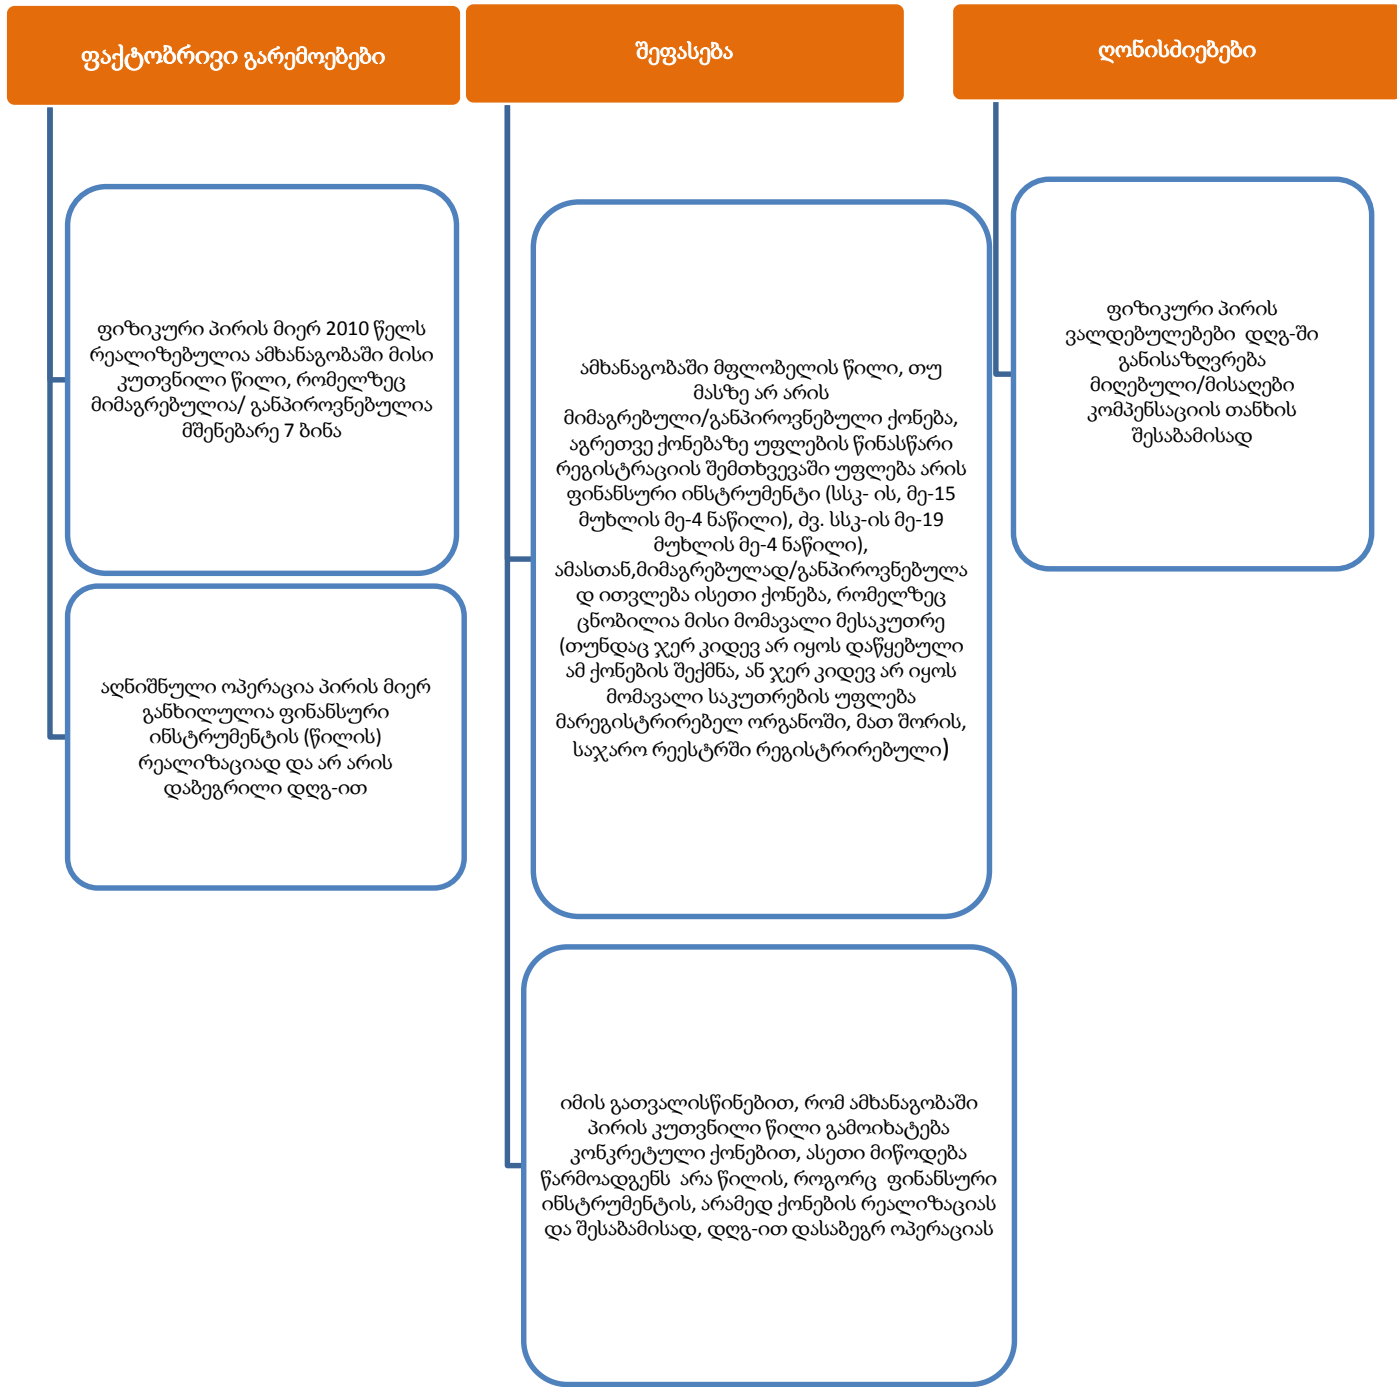 ფაქტობრივი გარემოებები
ფიზიკური პირის მიერ 2010 წელს
რეალიზებულია ამხანაგობაში მისი
კუთვნილი წილი, რომელზეც
მიმაგრებულია/ განპიროვნებულია
მშენებარე 7 ბინა
აღნიშნული ოპერაცია პირის მიერ
განხილულია ფინანსური
ინსტრუმენტის (წილის)
რეალიზაციად და არ არის
დაბეგრილი დღგ-ით
შეფასება
ამხანაგობაში მფლობელის წილი, თუ
მასზე არ არის
მიმაგრებული/განპიროვნებული ქონება,
აგრეთვე ქონებაზე უფლების წინასწარი
რეგისტრაციის შემთხვევაში უფლება არის
ფინანსური ინსტრუმენტი (სსკ- ის, მე-15
მუხლის მე-4 ნაწილი), ძვ. სსკ-ის მე-19
მუხლის მე-4 ნაწილი),
ამასთან,მიმაგრებულად/განპიროვნებულა
დ ითვლება ისეთი ქონება, რომელზეც
ცნობილია მისი მომავალი მესაკუთრე
(თუნდაც ჯერ კიდევ არ იყოს დაწყებული
ამ ქონების შექმნა, ან ჯერ კიდევ არ იყოს
მომავალი საკუთრების უფლება
მარეგისტრირებელ ორგანოში, მათ შორის,
საჯარო რეესტრში რეგისტრირებული)
იმის გათვალისწინებით, რომ ამხანაგობაში
პირის კუთვნილი წილი გამოიხატება
კონკრეტული ქონებით, ასეთი მიწოდება
წარმოადგენს არა წილის, როგორც ფინანსური
ინსტრუმენტის, არამედ ქონების რეალიზაციას
და შესაბამისად, დღგ-ით დასაბეგრ ოპერაციას
ღონისძიებები
ფიზიკური პირის
ვალდებულებები დღგ-ში
განისაზღვრება
მიღებული/მისაღები
კომპენსაციის თანხის
შესაბამისად